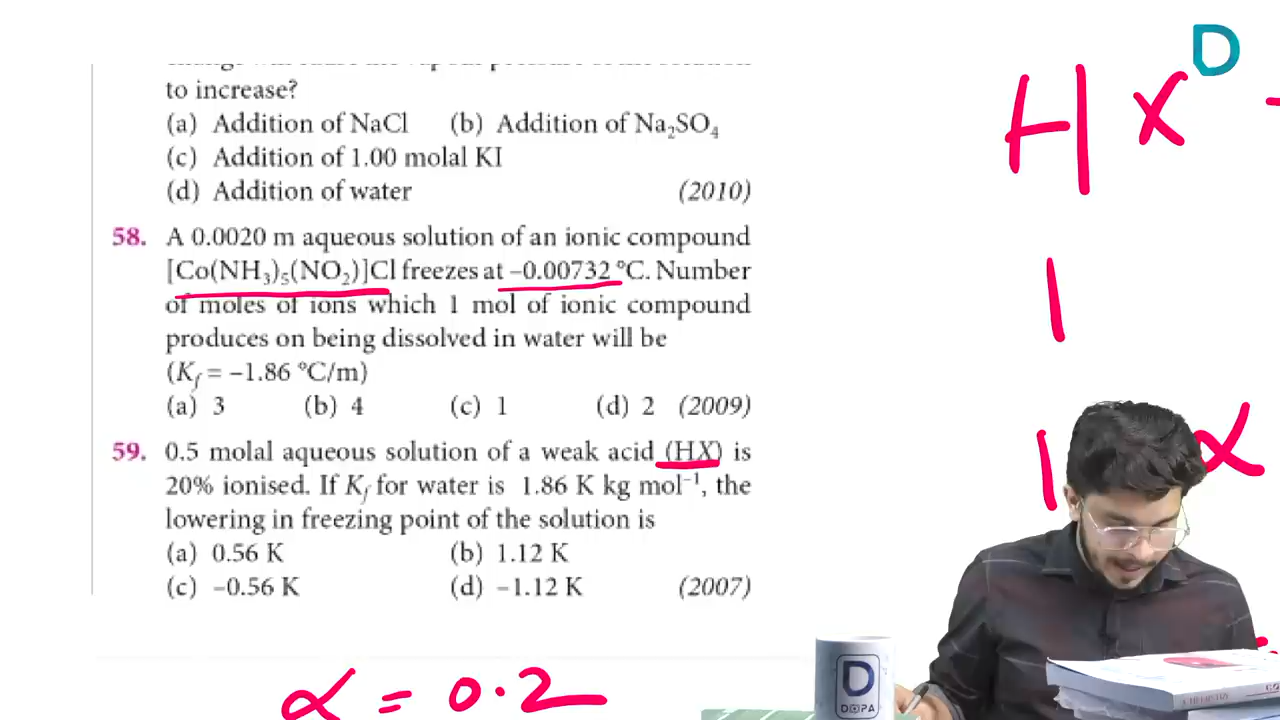 to increase?
(a) Addition of NaCl (b) Addition of Na₂SO₄
(c) Addition of 1.00 molal KI
(d) Addition of water (2010)
58. A 0.0020 m aqueous solution of an ionic compound
[Co(NH₃)₅(NO₂)]Cl freezes at –0.00732 °C. Number
of moles of ions which 1 mol of ionic compound
produces on being dissolved in water will be
(K_f = –1.86 °C/m)
(a) 3 (b) 4 (c) 1 (d) 2 (2009)
59. 0.5 molal aqueous solution of a weak acid (HX) is
20% ionised. If K_f for water is 1.86 K kg mol⁻¹, the
lowering in freezing point of the solution is
(a) 0.56 K (b) 1.12 K
(c) –0.56 K (d) –1.12 K (2007)
α = 0.2
D
HX
1
1 α
D
DOPA
CHEMISTRY